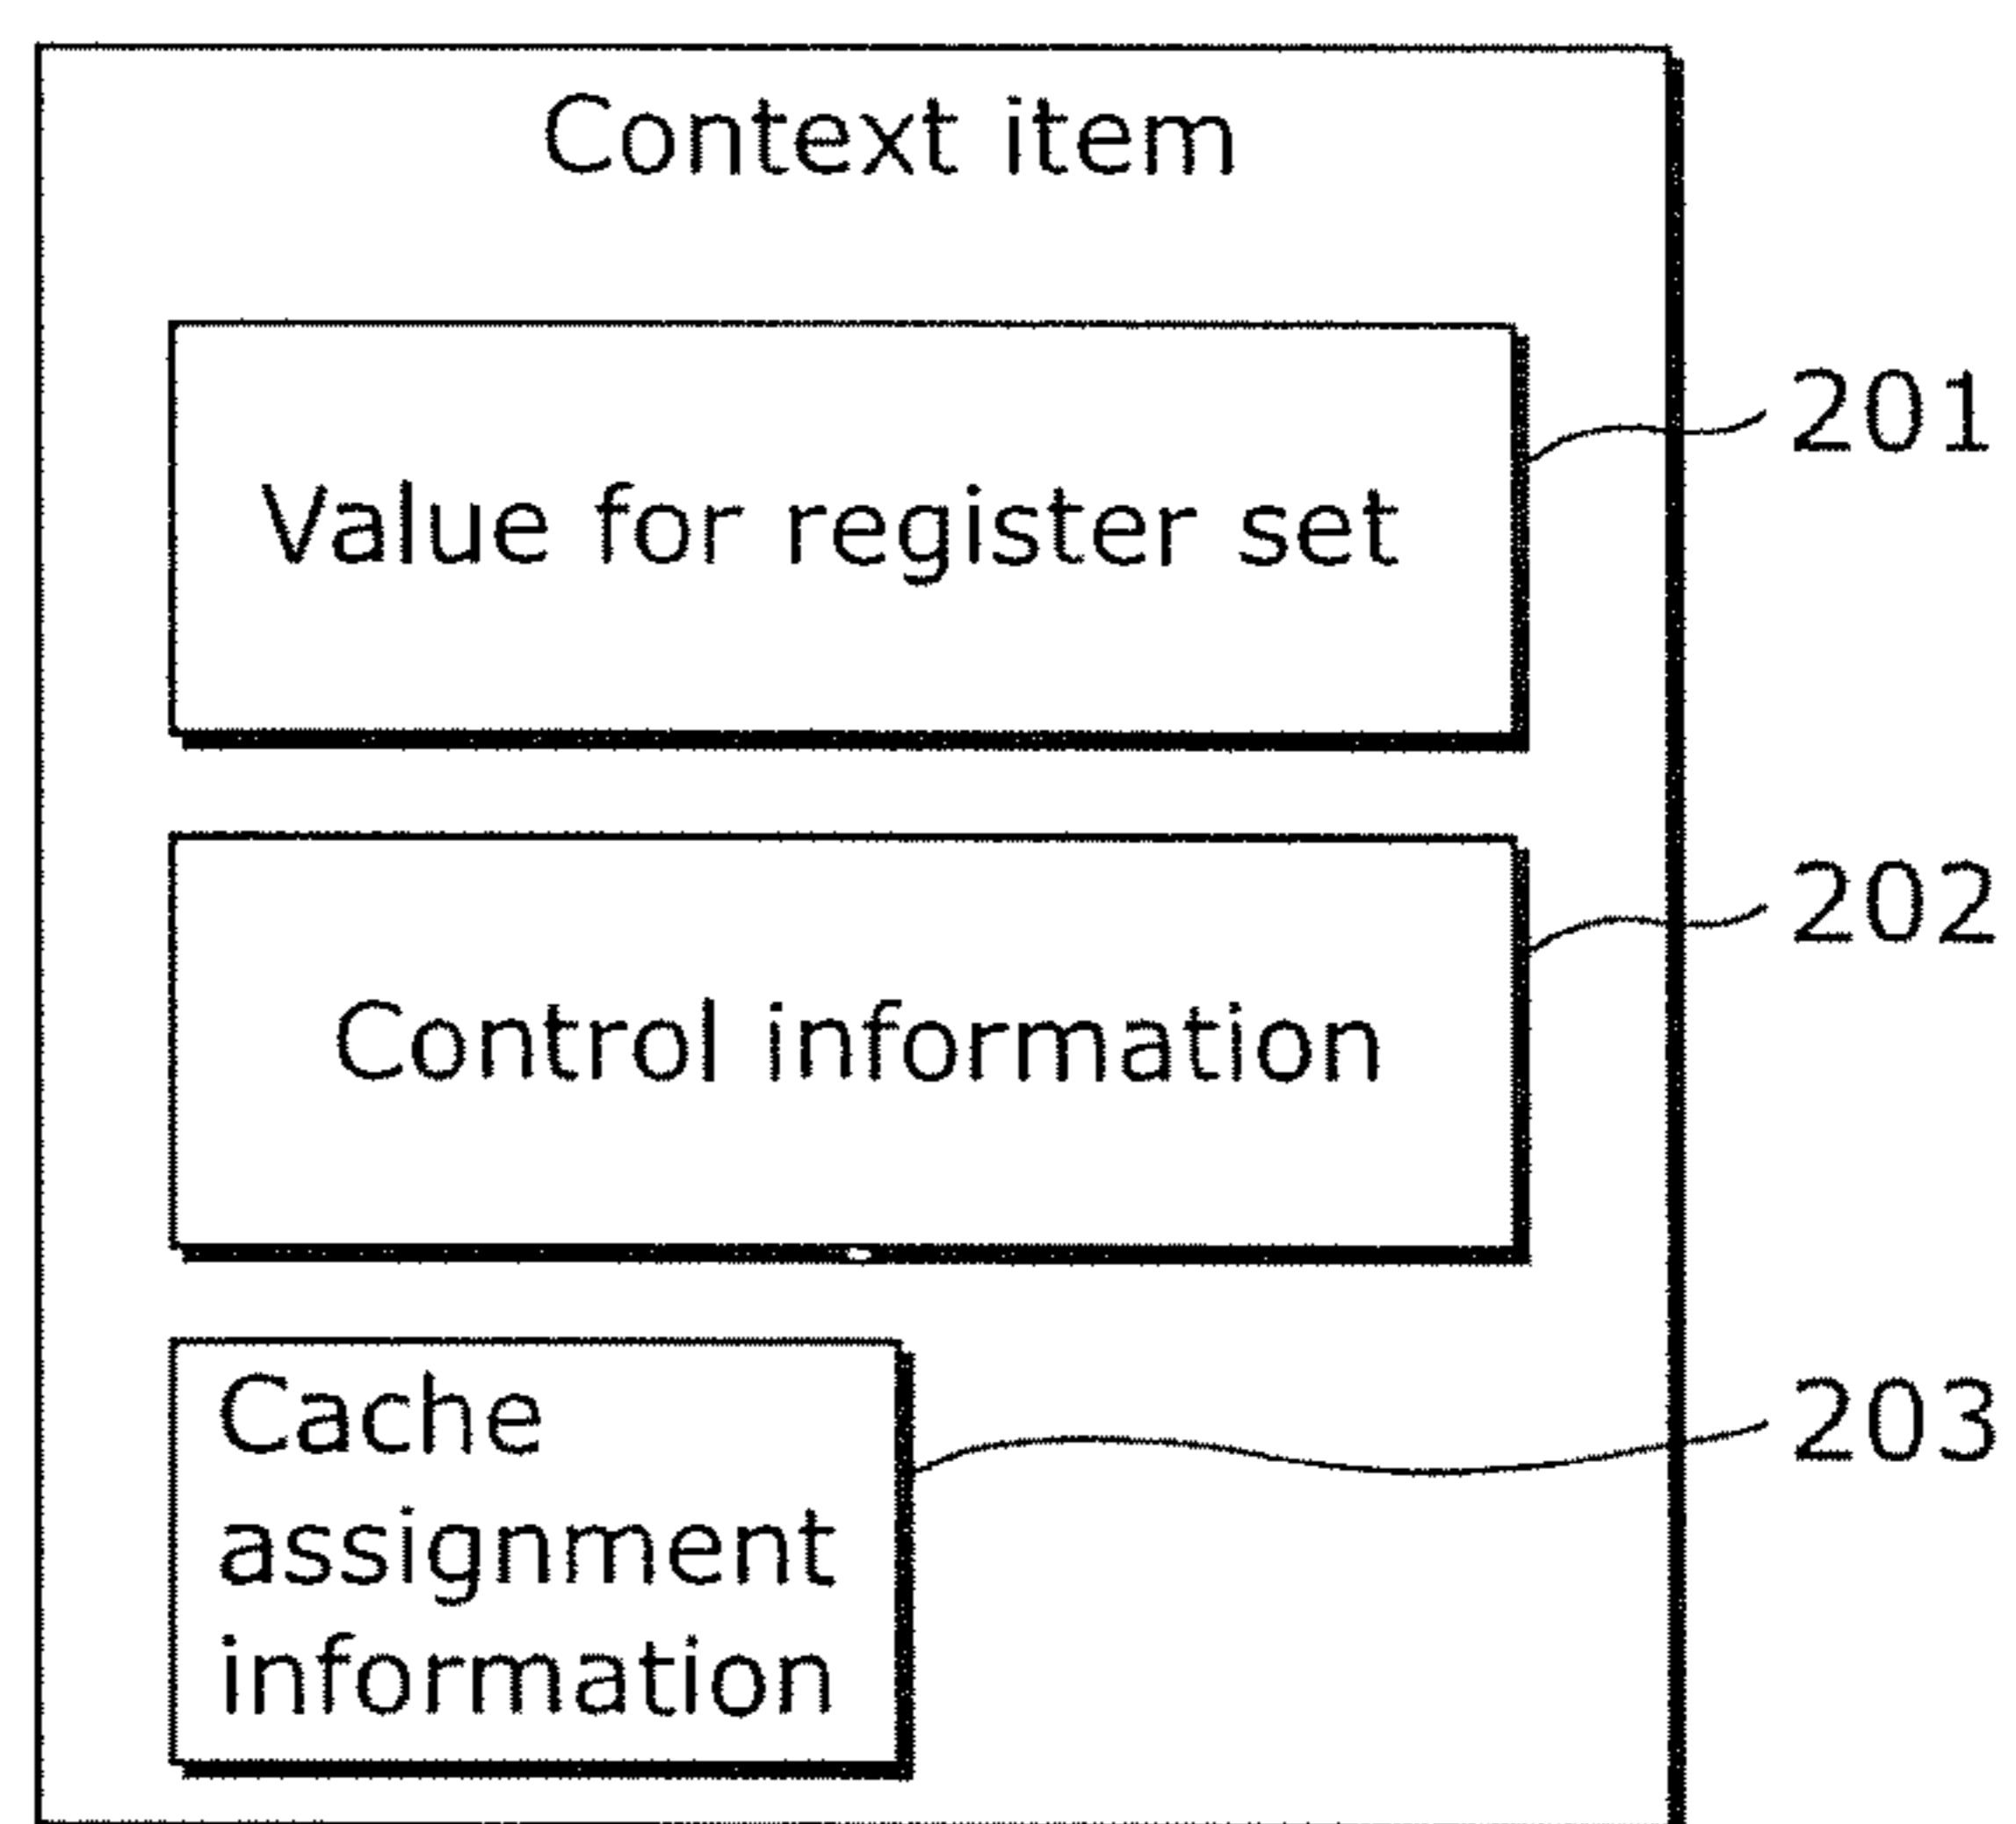 Context item
201
Value for register set
202
Control information
203
Cache
assignment
information